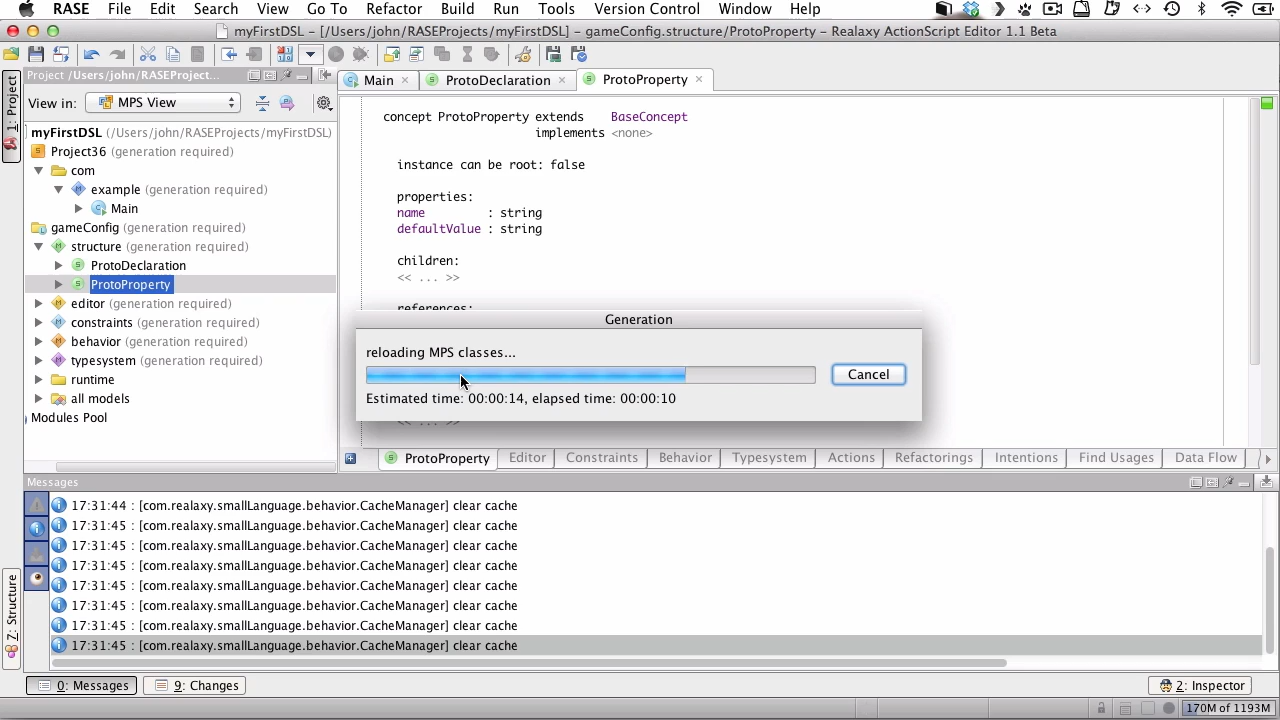 RASE File Edit Search View Go To Refactor Build Run Tools Version Control Window Help
myFirstDSL - [/Users/john/RASEProjects/myFirstDSL] - gameConfig.structure/ProtoProperty - Realaxy ActionScript Editor 1.1 Beta
Project /Users/john/RASEProject...
Main ProtoDeclaration ProtoProperty
1: Project
View in: MPS View
myFirstDSL (/Users/john/RASEProjects/myFirstDSL)
Project36 (generation required)
com
example (generation required)
Main
gameConfig (generation required)
structure (generation required)
ProtoDeclaration
ProtoProperty
editor (generation required)
constraints (generation required)
behavior (generation required)
typesystem (generation required)
runtime
all models
Modules Pool
concept ProtoProperty extends BaseConcept
implements <none>
instance can be root: false
properties:
name : string
defaultValue : string
children:
<< ... >>
references:
Generation
reloading MPS classes...
Cancel
Estimated time: 00:00:14, elapsed time: 00:00:10
<< ... >>
ProtoProperty Editor Constraints Behavior Typesystem Actions Refactorings Intentions Find Usages Data Flow
Messages
17:31:44 : [com.realaxy.smallLanguage.behavior.CacheManager] clear cache
17:31:45 : [com.realaxy.smallLanguage.behavior.CacheManager] clear cache
17:31:45 : [com.realaxy.smallLanguage.behavior.CacheManager] clear cache
17:31:45 : [com.realaxy.smallLanguage.behavior.CacheManager] clear cache
17:31:45 : [com.realaxy.smallLanguage.behavior.CacheManager] clear cache
17:31:45 : [com.realaxy.smallLanguage.behavior.CacheManager] clear cache
17:31:45 : [com.realaxy.smallLanguage.behavior.CacheManager] clear cache
17:31:45 : [com.realaxy.smallLanguage.behavior.CacheManager] clear cache
Z: Structure
0: Messages 9: Changes 2: Inspector
170M of 1193M